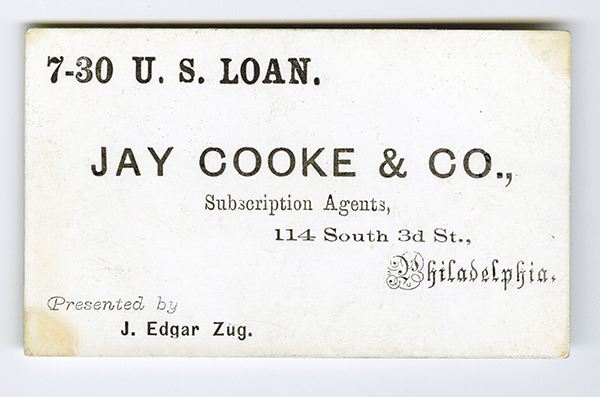 7-30 U. S. LOAN.
JAY COOKE & CO.,
Subscription Agents,
114 South 3d St.,
Philadelphia.
Presented by
J. Edgar Zug.